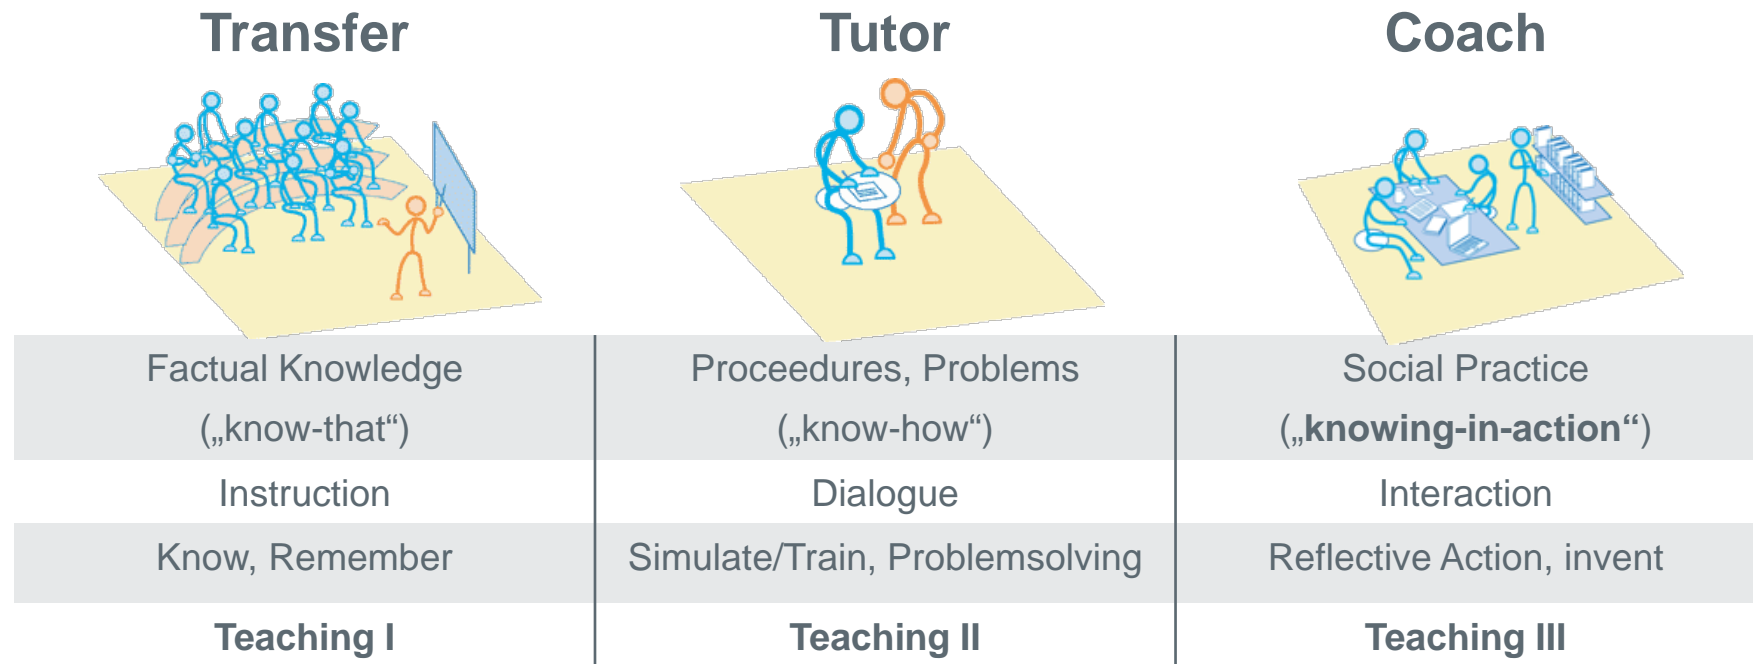 Transfer
Tutor
Coach
Factual Knowledge
(„know-that“)
Proceedures, Problems
(„know-how“)
Social Practice
(„knowing-in-action“)
Instruction
Dialogue
Interaction
Know, Remember
Simulate/Train, Problemsolving
Reflective Action, invent
Teaching I
Teaching II
Teaching III